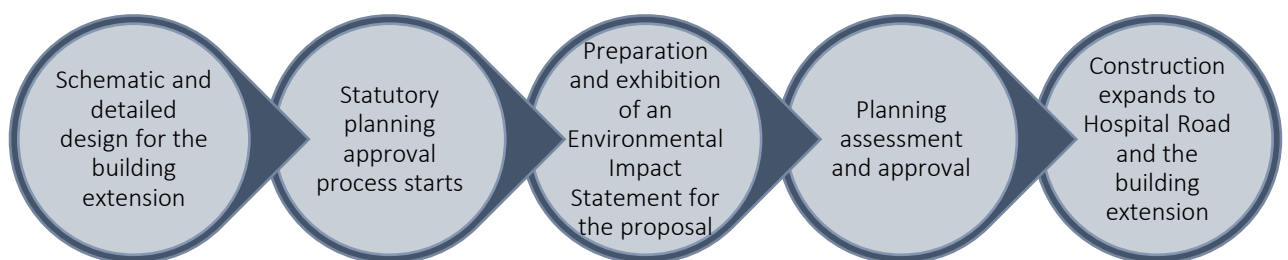 Schematic and
detailed
design for the
building
extension
Statutory
planning
approval
process starts
Preparation
and exhibition
of an
Environmental
Impact
Statement for
the proposal
Planning
assessment
and approval
Construction
expands to
Hospital Road
and the
building
extension